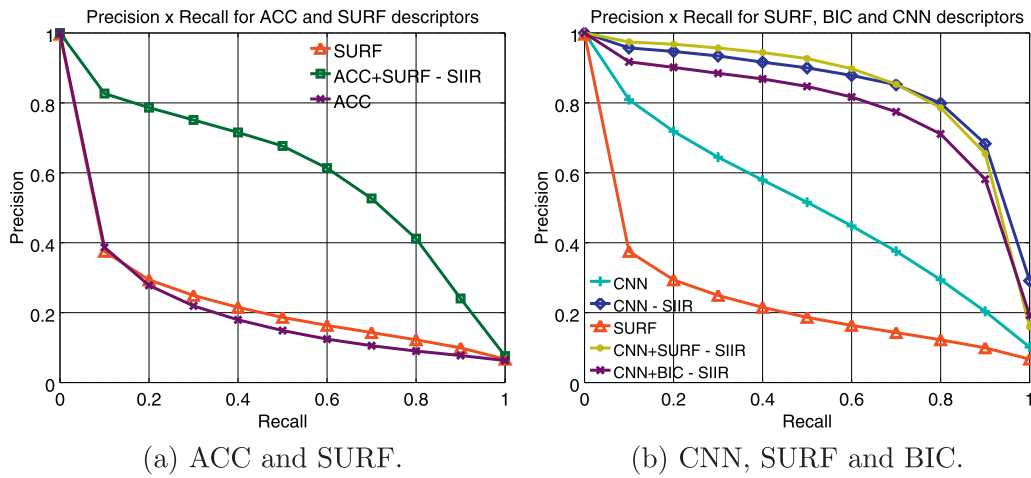 Precision x Recall for ACC and SURF descriptors
1
0.8
0.6
0.4
0.2
0
Precision
SURF
ACC+SURF - SIIR
ACC
0 0.2 0.4 0.6 0.8 1
Recall
(a) ACC and SURF.
Precision x Recall for SURF, BIC and CNN descriptors
1
0.8
0.6
0.4
0.2
0
Precision
CNN
CNN - SIIR
SURF
CNN+SURF - SIIR
CNN+BIC - SIIR
0 0.2 0.4 0.6 0.8 1
Recall
(b) CNN, SURF and BIC.